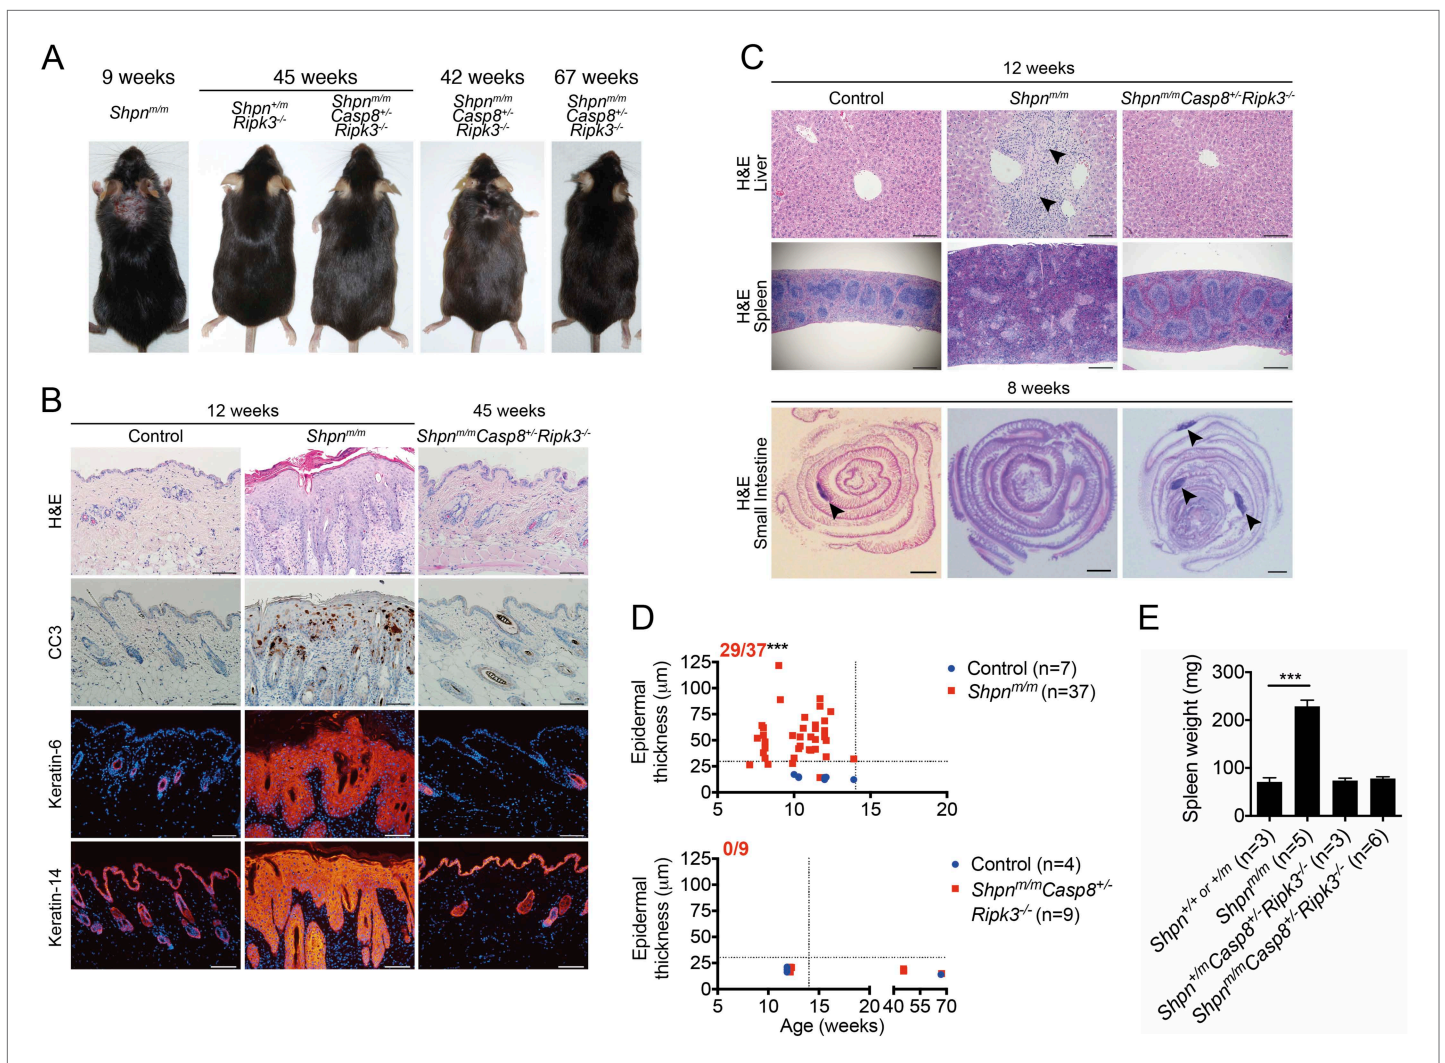 A
9 weeks
45 weeks
42 weeks
67 weeks
Shpnm/m
Shpn+/m
Ripk3-/-
Shpnm/m
Casp8+/-
Ripk3-/-
Shpnm/m
Casp8+/-
Ripk3-/-
Shpnm/m
Casp8+/-
Ripk3-/-
B
12 weeks
45 weeks
Control
Shpnm/m
Shpnm/mCasp8+/-Ripk3-/-
H&E
CC3
Keratin-6
Keratin-14
C
12 weeks
Control
Shpnm/m
Shpnm/mCasp8+/-Ripk3-/-
H&E
Liver
H&E
Spleen
8 weeks
H&E
Small Intestine
D
29/37***
Epidermal
thickness (μm)
125
100
75
50
25
0
5
10
15
20
Control (n=7)
Shpnm/m (n=37)
0/9
Epidermal
thickness (μm)
125
100
75
50
25
0
5
10
15
20
40
55
70
Age (weeks)
Control (n=4)
Shpnm/mCasp8+/-
Ripk3-/- (n=9)
E
Spleen weight (mg)
300
200
100
0
***
Shpn+/+ or +/m (n=3)
Shpnm/m (n=5)
Shpn+/mCasp8+/-Ripk3-/- (n=3)
Shpnm/mCasp8+/-Ripk3-/- (n=6)